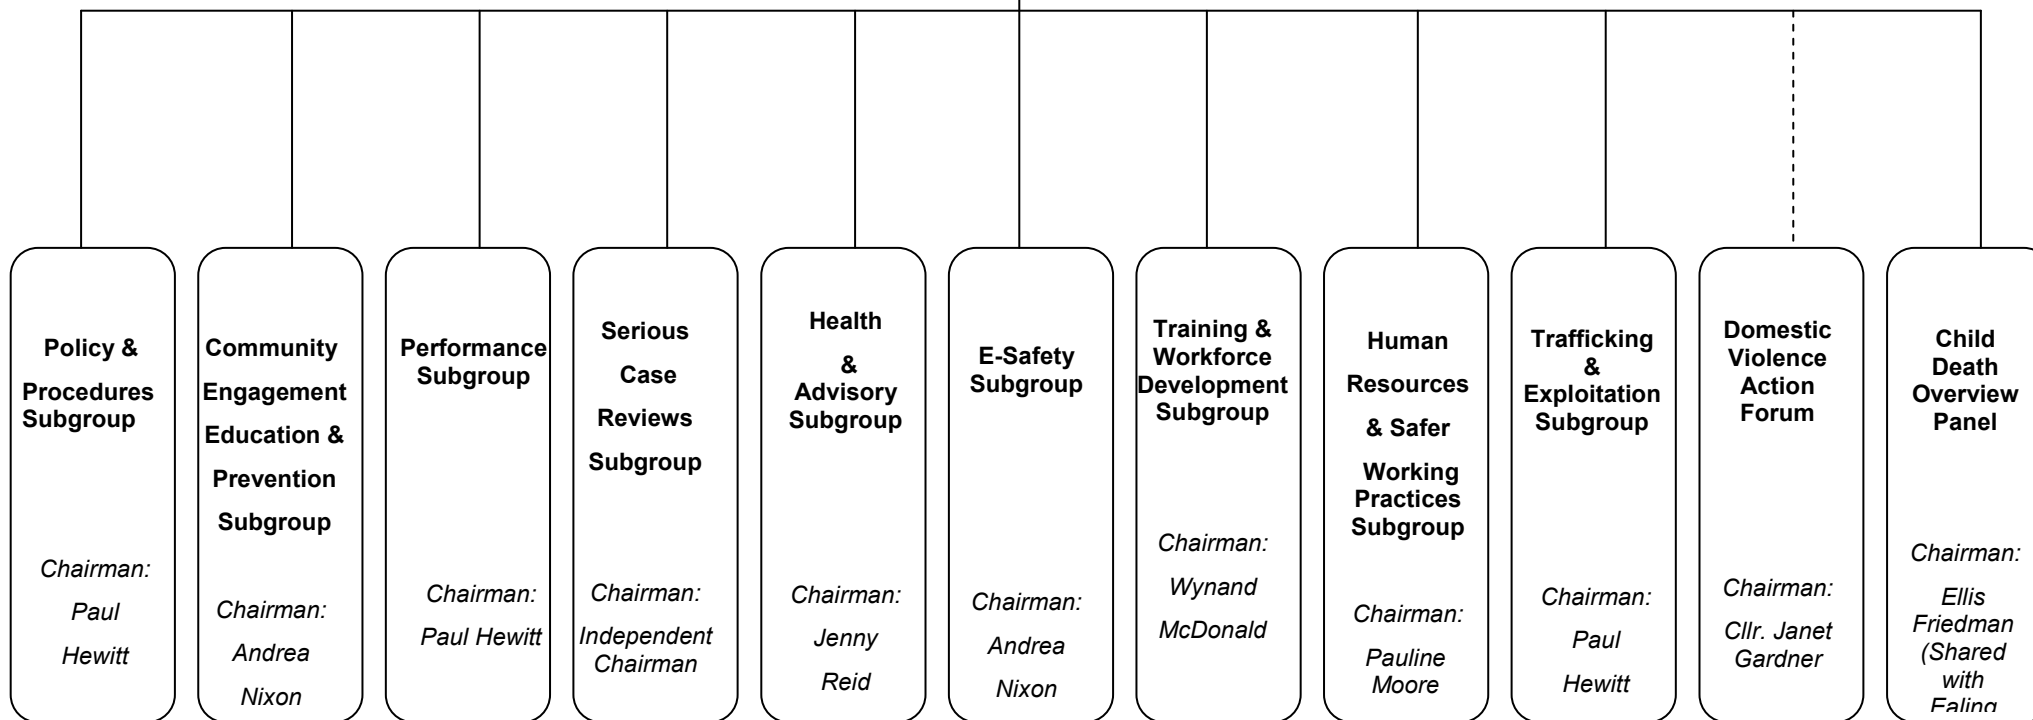 Policy &
Procedures
Subgroup
Chairman:
Paul
Hewitt
Community
Engagement
Education &
Prevention
Subgroup
Chairman:
Andrea
Nixon
Performance
Subgroup
Chairman:
Paul Hewitt
Serious
Case
Reviews
Subgroup
Chairman:
Independent
Chairman
Health
&
Advisory
Subgroup
Chairman:
Jenny
Reid
E-Safety
Subgroup
Chairman:
Andrea
Nixon
Training &
Workforce
Development
Subgroup
Chairman:
Wynand
McDonald
Human
Resources
& Safer
Working
Practices
Subgroup
Chairman:
Pauline
Moore
Trafficking
&
Exploitation
Subgroup
Chairman:
Paul
Hewitt
Domestic
Violence
Action
Forum
Chairman:
Cllr. Janet
Gardner
Child
Death
Overview
Panel
Chairman:
Ellis
Friedman
(Shared
with
Ealing